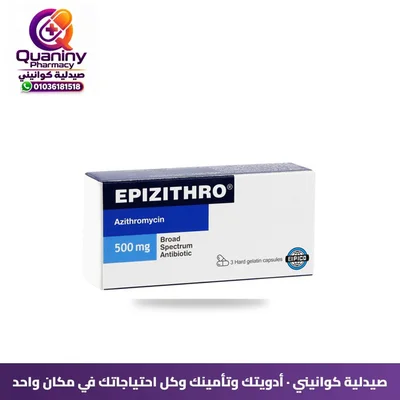 Quaniny
Pharmacy
صيدلية كوانيني
01036181518
EPIZITHRO®
Azithromycin
500 mg
Broad
Spectrum
Antibiotic
3 Hard gelatin capsules
EIPICO
صيدلية كوانيني - أدويتك وتأمينك وكل احتياجاتك في مكان واحد